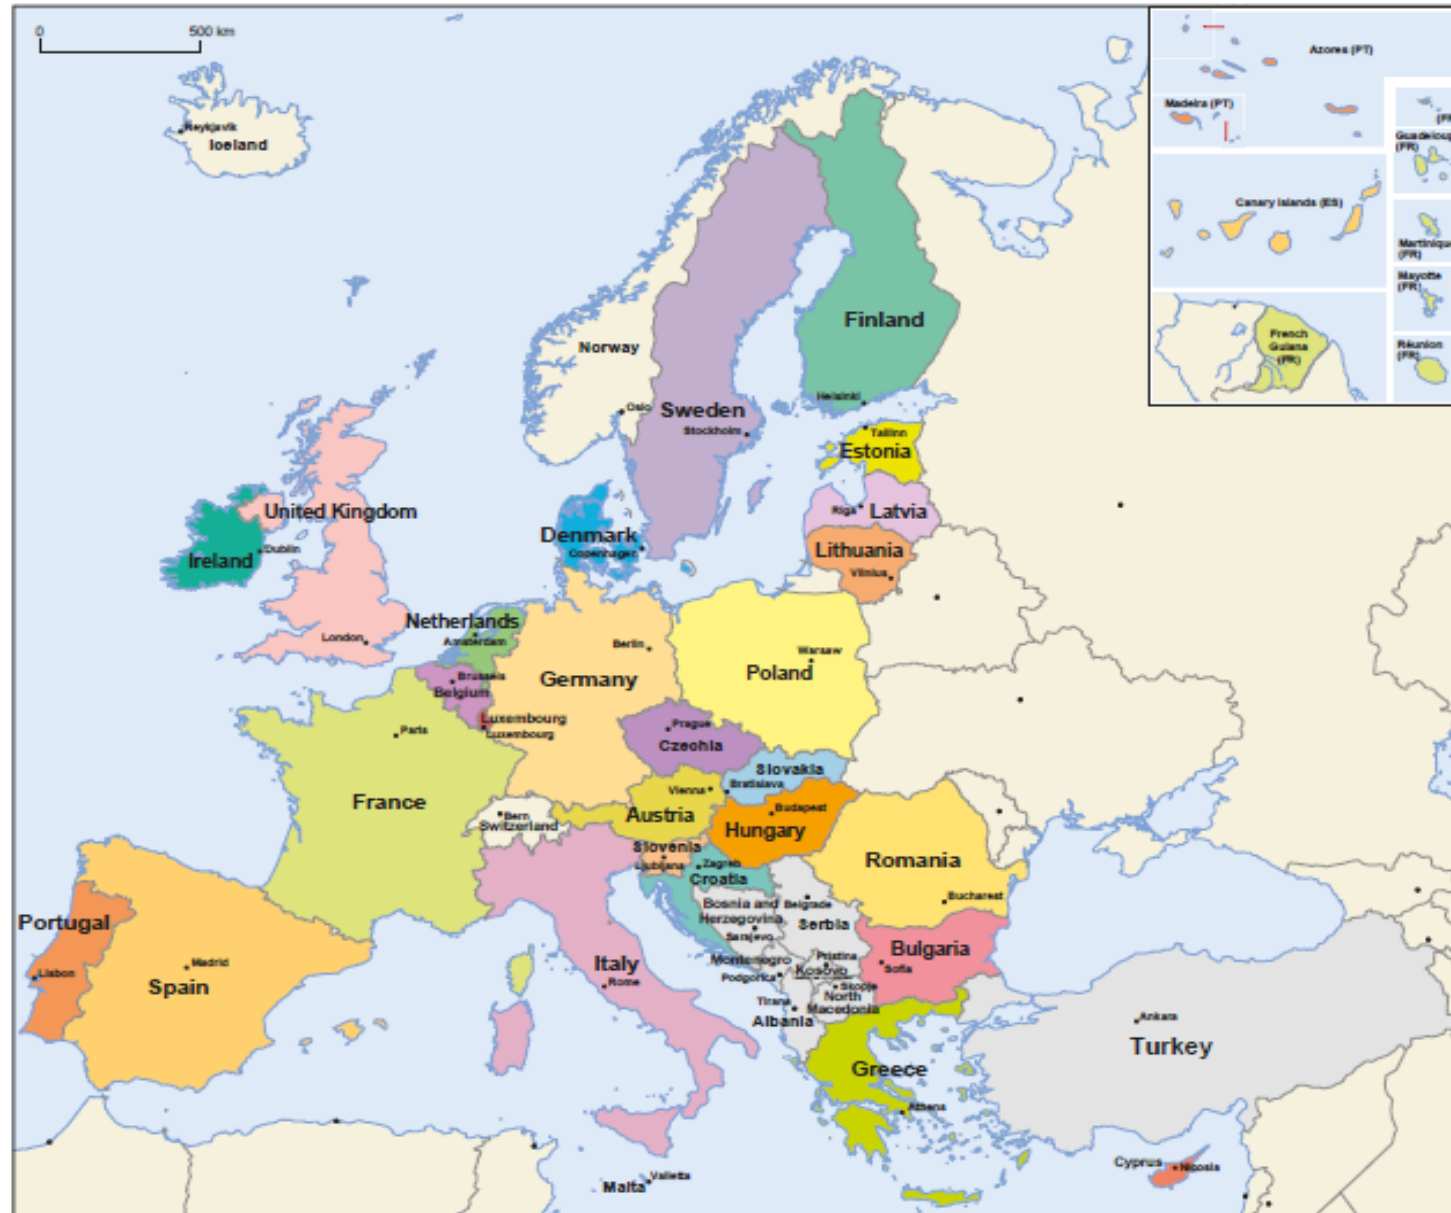 0 500 km
Azores (PT)
Madeira (PT)
Guadeloup
(FR)
Canary Islands (ES)
Martinique
(FR)
Mayotte
(FR)
French
Guiana
(FR)
Réunion
(FR)
Reykjavik
Iceland
Finland
Norway
Helsinki
Oslo
Sweden
Stockholm
Tallinn
Estonia
United Kingdom
Riga
Latvia
Denmark
Copenhagen
Ireland
Dublin
Lithuania
Vilnius
Netherlands
Amsterdam
London
Berlin
Warsaw
Poland
Germany
Brussels
Belgium
Luxembourg
Luxembourg
Paris
Prague
Czechia
Slovakia
Bratislava
Vienna
France
Austria
Budapest
Hungary
Bern
Switzerland
Slovenia
Ljubljana
Zagreb
Croatia
Romania
Bucharest
Bosnia and
Herzegovina
Sarajevo
Belgrade
Serbia
Portugal
Lisbon
Madrid
Spain
Italy
Rome
Montenegro
Podgorica
Pristina
Kosovo
Bulgaria
Sofia
Skopje
North
Macedonia
Tirana
Albania
Ankara
Turkey
Greece
Athens
Cyprus
Nicosia
Malta
Valletta